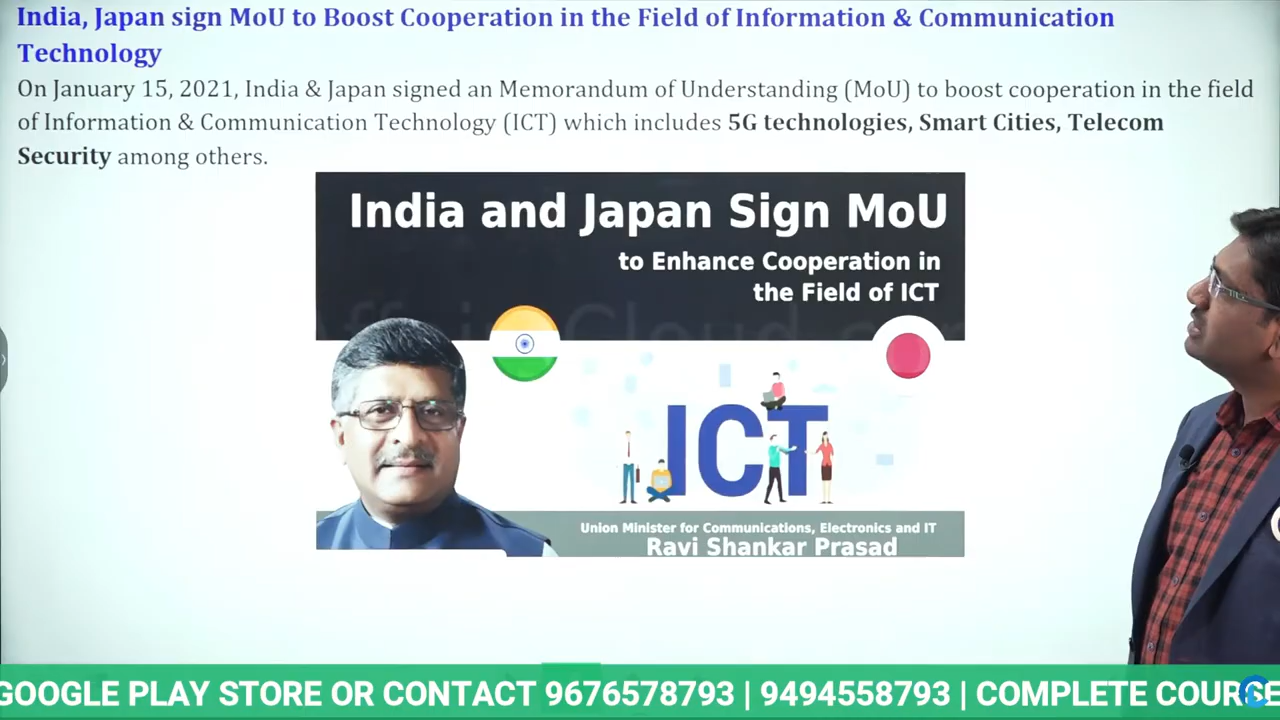 India, Japan sign MoU to Boost Cooperation in the Field of Information & Communication
Technology
On January 15, 2021, India & Japan signed an Memorandum of Understanding (MoU) to boost cooperation in the field
of Information & Communication Technology (ICT) which includes 5G technologies, Smart Cities, Telecom
Security among others.
India and Japan Sign MoU
to Enhance Cooperation in
the Field of ICT
ICT
Union Minister for Communications, Electronics and IT
Ravi Shankar Prasad
GOOGLE PLAY STORE OR CONTACT 9676578793 | 9494558793 | COMPLETE COURSE